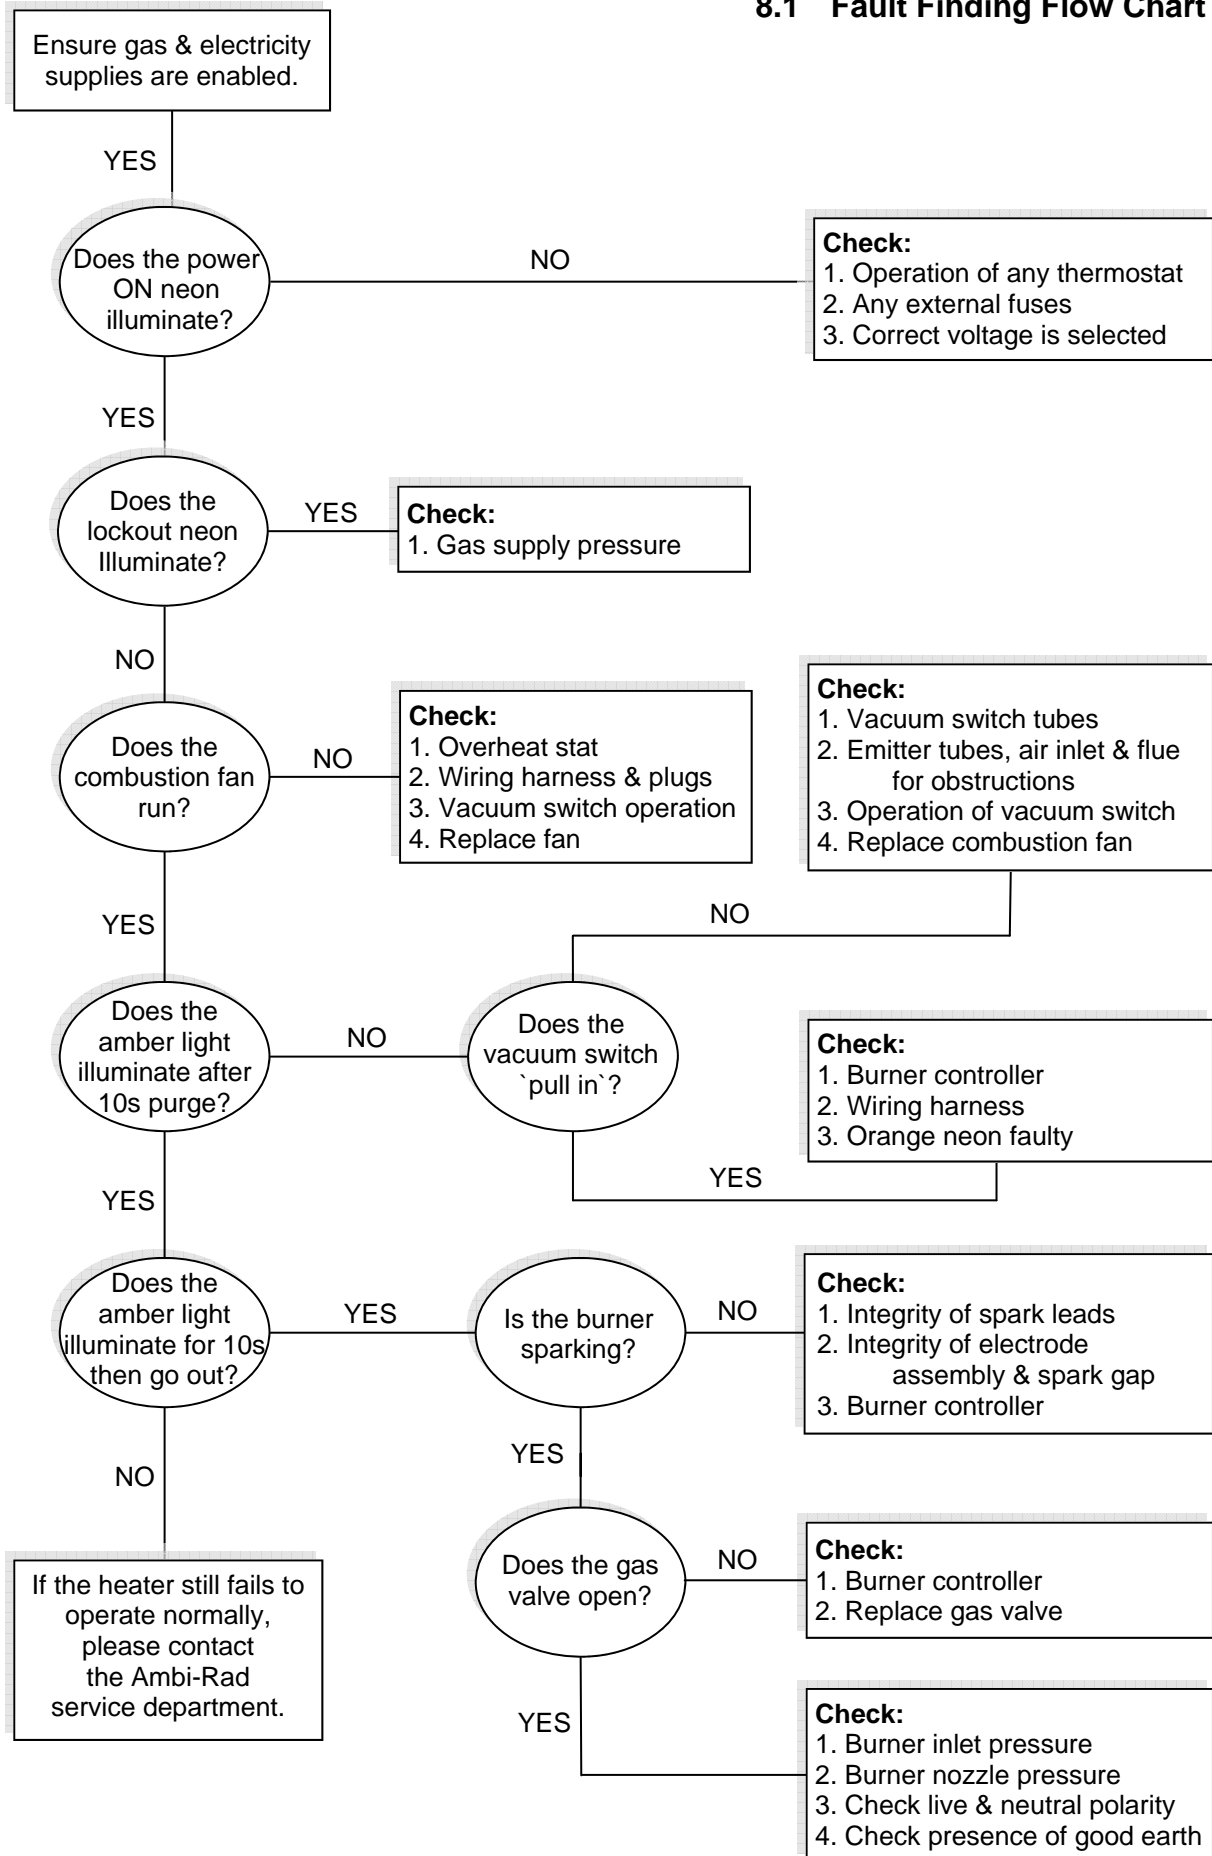 8.1 Fault Finding Flow Chart
Ensure gas & electricity
supplies are enabled.
YES
Does the power
ON neon
illuminate?
NO
Check:
1. Operation of any thermostat
2. Any external fuses
3. Correct voltage is selected
YES
Does the
lockout neon
Illuminate?
YES
Check:
1. Gas supply pressure
NO
Does the
combustion fan
run?
NO
Check:
1. Overheat stat
2. Wiring harness & plugs
3. Vacuum switch operation
4. Replace fan
Check:
1. Vacuum switch tubes
2. Emitter tubes, air inlet & flue
for obstructions
3. Operation of vacuum switch
4. Replace combustion fan
YES
NO
Does the
amber light
illuminate after
10s purge?
NO
Does the
vacuum switch
`pull in`?
Check:
1. Burner controller
2. Wiring harness
3. Orange neon faulty
YES
YES
Does the
amber light
illuminate for 10s
then go out?
YES
Is the burner
sparking?
NO
Check:
1. Integrity of spark leads
2. Integrity of electrode
assembly & spark gap
3. Burner controller
NO
YES
If the heater still fails to
operate normally,
please contact
the Ambi-Rad
service department.
Does the gas
valve open?
NO
Check:
1. Burner controller
2. Replace gas valve
YES
Check:
1. Burner inlet pressure
2. Burner nozzle pressure
3. Check live & neutral polarity
4. Check presence of good earth